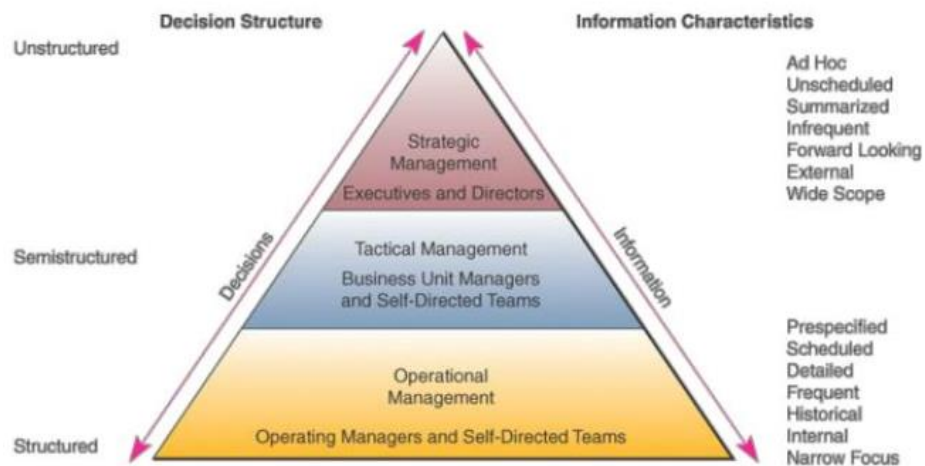 Decision Structure
Information Characteristics
Unstructured
Ad Hoc
Unscheduled
Summarized
Infrequent
Forward Looking
External
Wide Scope
Strategic
Management
Executives and Directors
Decisions
Information
Semistructured
Tactical Management
Business Unit Managers
and Self-Directed Teams
Prespecified
Scheduled
Detailed
Frequent
Historical
Internal
Narrow Focus
Operational
Management
Operating Managers and Self-Directed Teams
Structured